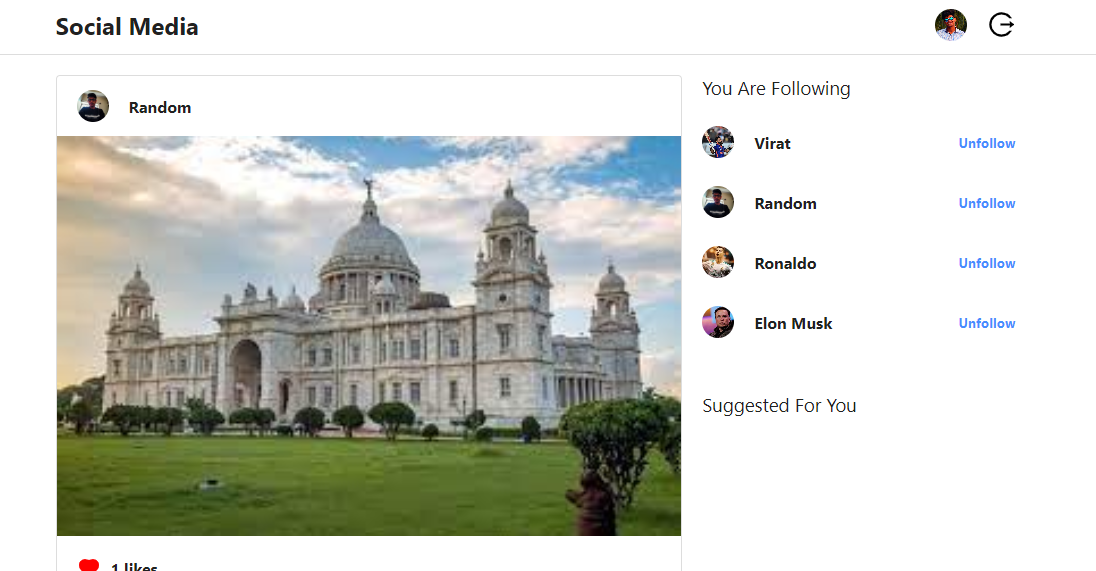 Social Media
Random
1 likes
You Are Following
Virat Unfollow
Random Unfollow
Ronaldo Unfollow
Elon Musk Unfollow
Suggested For You